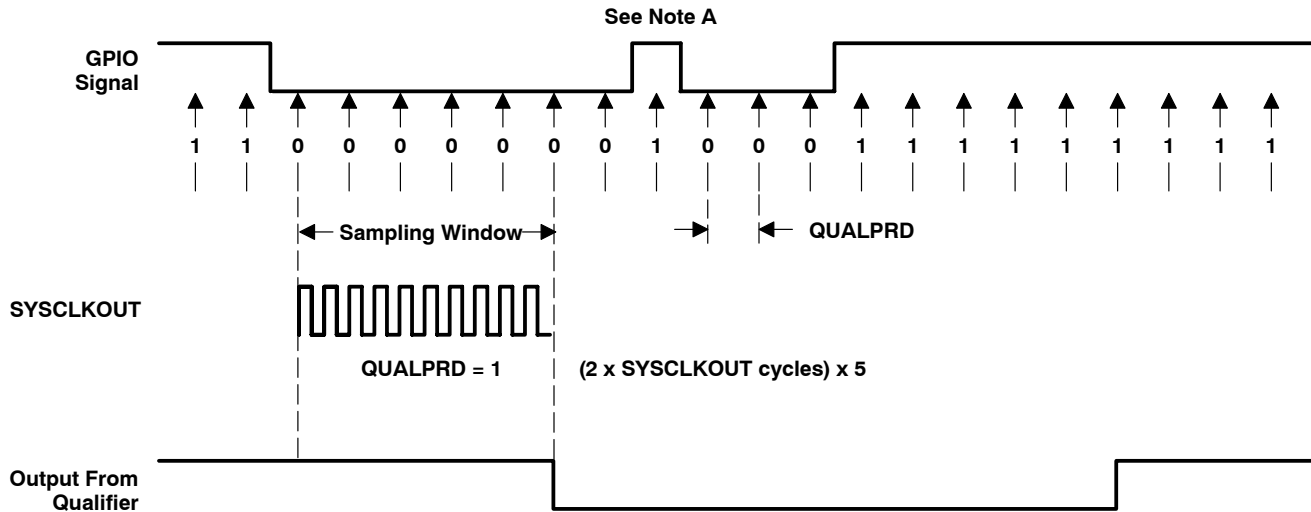 See Note A
GPIO
Signal
1 1 0 0 0 0 0 0 0 1 0 0 0 1 1 1 1 1 1 1 1 1
Sampling Window
QUALPRD
SYSCLKOUT
QUALPRD = 1
(2 x SYSCLKOUT cycles) x 5
Output From
Qualifier